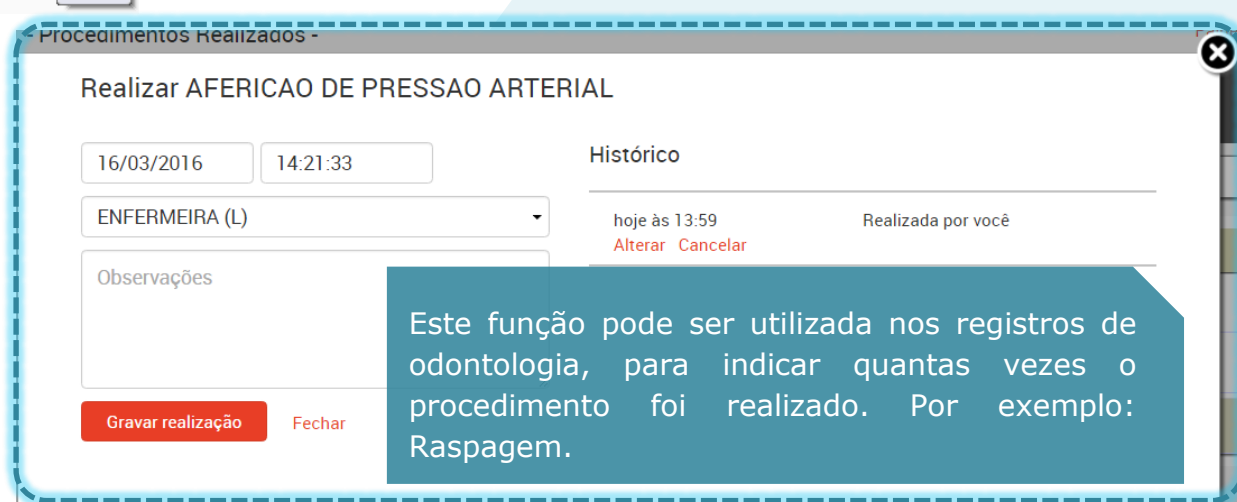 - Procedimentos Realizados -
Realizar AFERICAO DE PRESSAO ARTERIAL
16/03/2016
14:21:33
ENFERMEIRA (L)
Observações
Gravar realização
Fechar
Histórico
hoje às 13:59
Realizada por você
Alterar Cancelar
Este função pode ser utilizada nos registros de
odontologia, para indicar quantas vezes o
procedimento foi realizado. Por exemplo:
Raspagem.